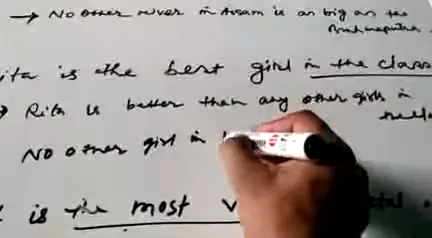 → No other river in Assam is as big as the
Brahmaputra
ita is the best girl in the class
Rita is better than any other girls in
the
No other girl in
is the most